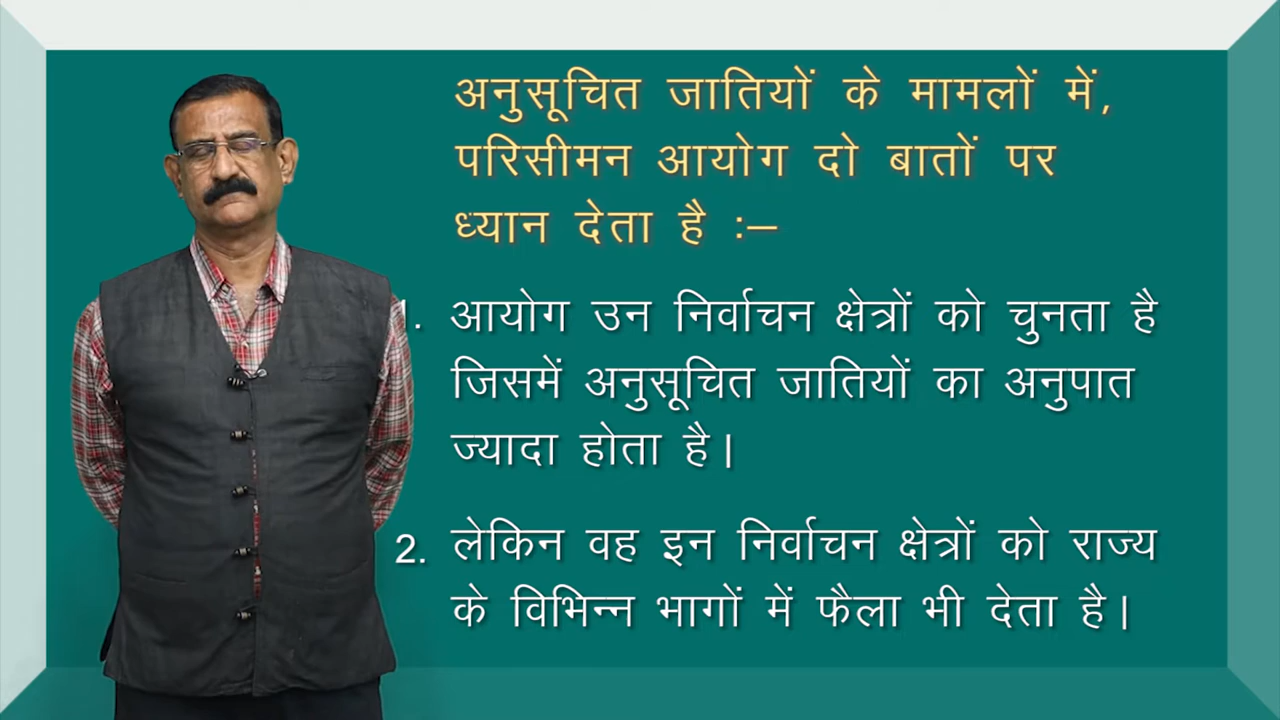 अनुसूचित जातियों के मामलों में,
परिसीमन आयोग दो बातों पर
ध्यान देता है :–
1. आयोग उन निर्वाचन क्षेत्रों को चुनता है
जिसमें अनुसूचित जातियों का अनुपात
ज्यादा होता है।
2. लेकिन वह इन निर्वाचन क्षेत्रों को राज्य
के विभिन्न भागों में फैला भी देता है।